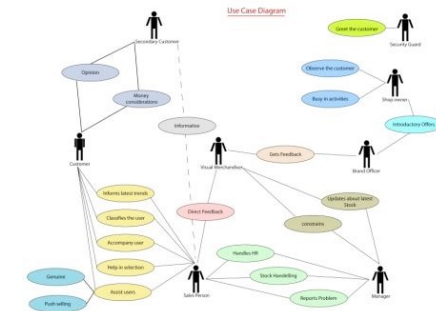 Use Case Diagram
Secondary Customer
Greet the customer
Security Guard
Opinion
Money
considerations
Observe the customer
Busy in activities
Shop owner
Informative
Introductory Offers
Customer
Visual Merchandiser
Gets Feedback
Brand Officer
Informs latest trends
Classifies the user
Accompany user
Help in selection
Assist users
Genuine
Push selling
Direct Feedback
Updates about latest
Stock
constrains
Handles HR
Stock Handelling
Reports Problem
Sales Person
Manager